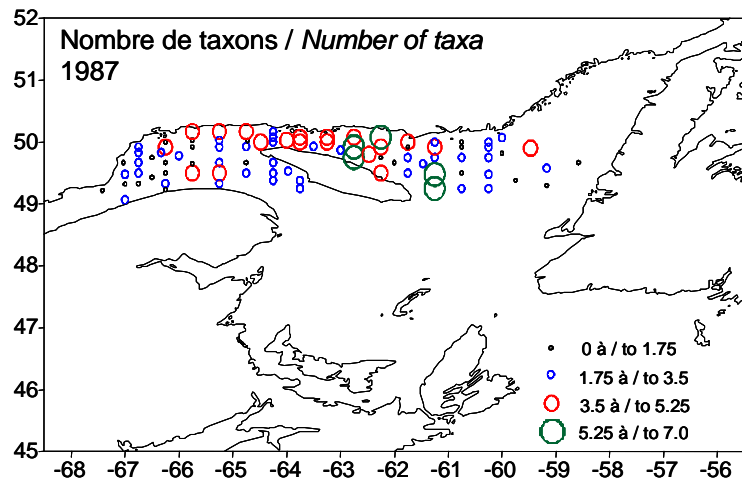 Nombre de taxons / Number of taxa
1987
52
51
50
49
48
47
46
45
0 à / to 1.75
1.75 à / to 3.5
3.5 à / to 5.25
5.25 à / to 7.0
-68 -67 -66 -65 -64 -63 -62 -61 -60 -59 -58 -57 -56